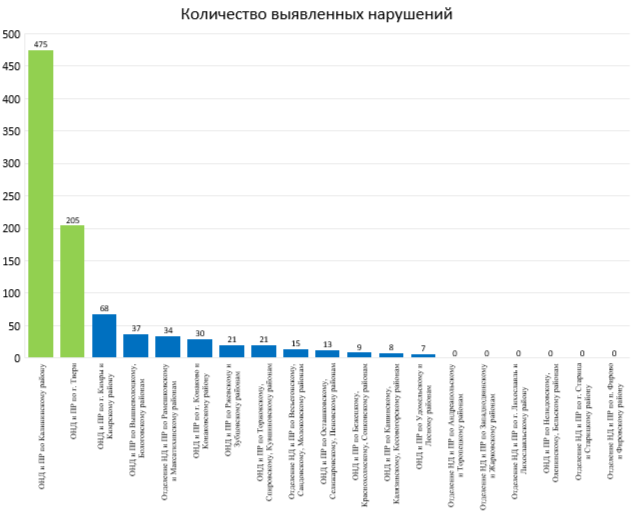 Количество выявленных нарушений
500
450
400
350
300
250
200
150
100
50
0
475
205
68
37
34
30
21
21
15
13
9
8
7
0
0
0
0
0
0
ОНД и ПР по Калининскому району
ОНД и ПР по г. Твери
ОНД и ПР по г. Кимры и
Кимрскому району
ОНД и ПР по Вышневолоцкому,
Бологовскому районам
Отделение НД и ПР по Рамешковскому
и Максатихинскому районам
ОНД и ПР по г. Конаково и
Конаковскому району
ОНД и ПР по Ржевскому и
Зубцовскому районам
ОНД и ПР по Торжокскому,
Спировскому, Кувшиновскому районам
Отделение НД и ПР по Весьегонскому,
Сандовскому, Молоковскому районам
ОНД и ПР по Осташковскому,
Селижаровскому, Пеновскому районам
ОНД и ПР по Бежецкому,
Краснохолмскому, Сонковскому районам
ОНД и ПР по Кашинскому,
Калязинскому, Кесовогорскому районам
ОНД и ПР по Удомельскому и
Лесному районам
Отделение НД и ПР по Андреапольскому
и Торопецкому районам
Отделение НД и ПР по Западнодвинскому
и Жарковскому районам
Отделение НД и ПР по г. Лихославль и
Лихославльскому району
ОНД и ПР по Нелидовскому,
Оленинскому, Бельскому районам
Отделение НД и ПР по г. Старица
и Старицкому району
Отделение НД и ПР по п. Фирово
и Фировскому району